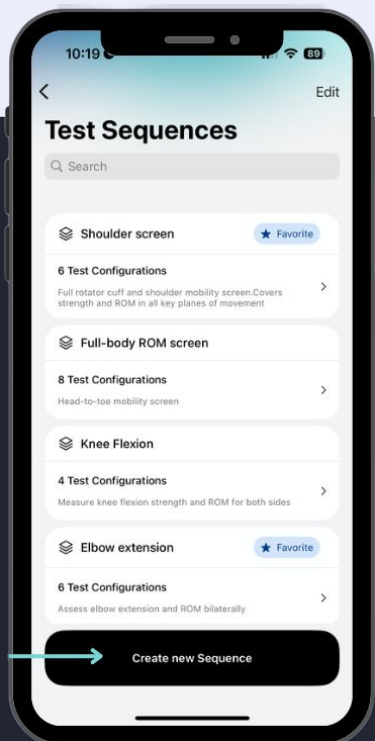 10:19
89
Edit
Test Sequences
Search
Shoulder screen
Favorite
6 Test Configurations
Full rotator cuff and shoulder mobility screen.Covers
strength and ROM in all key planes of movement
Full-body ROM screen
8 Test Configurations
Head-to-toe mobility screen
Knee Flexion
4 Test Configurations
Measure knee flexion strength and ROM for both sides
Elbow extension
Favorite
6 Test Configurations
Assess elbow extension and ROM bilaterally
Create new Sequence